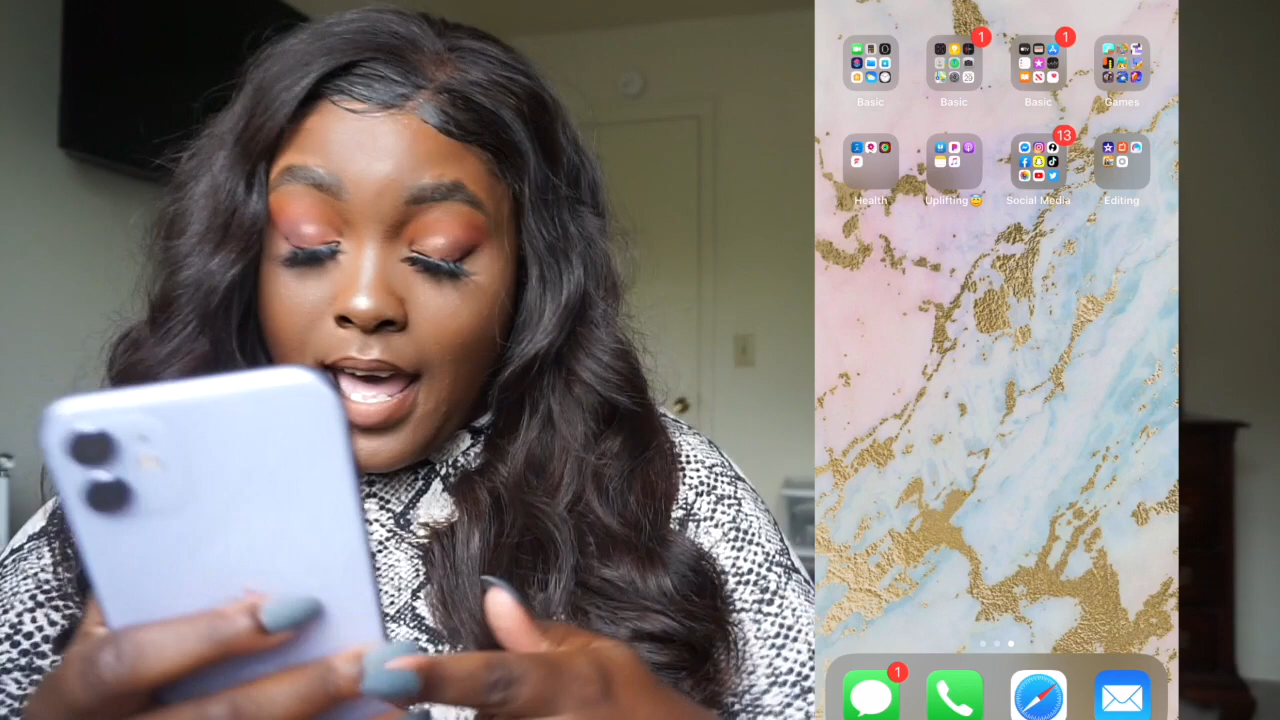 1
1
Basic
Basic
Basic
Games
13
Health
Uplifting 😇
Social Media
Editing
1